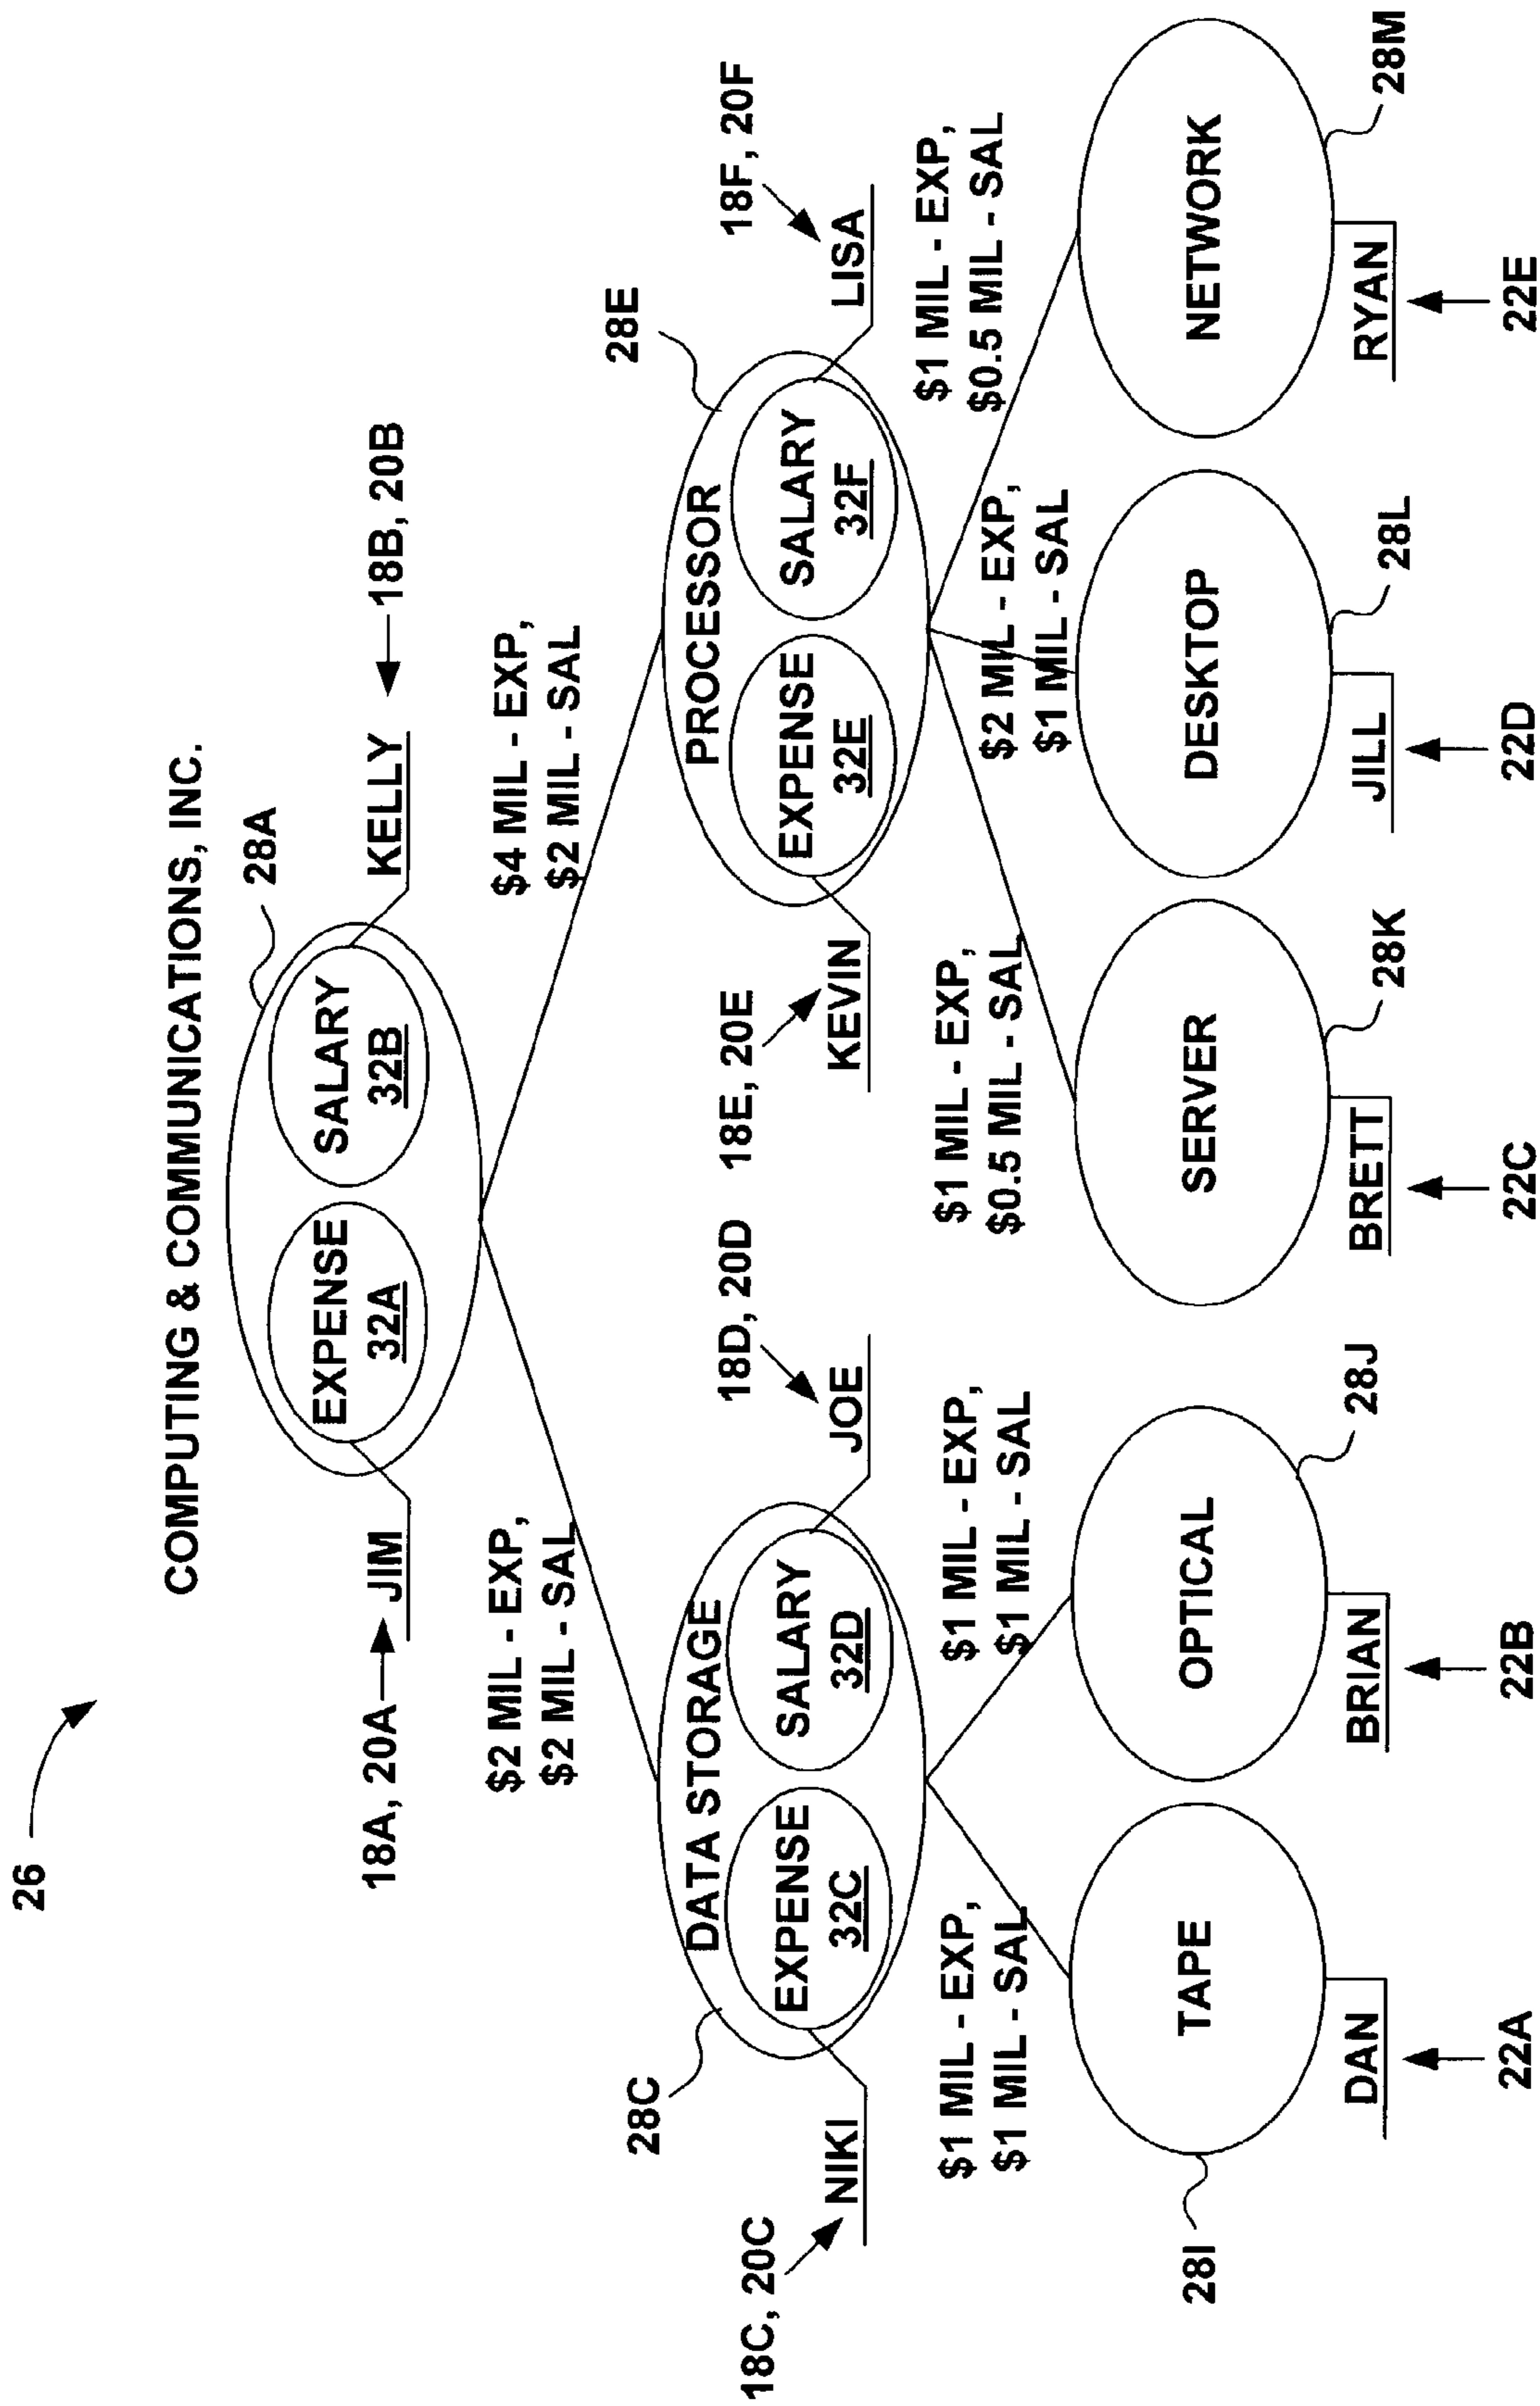 26
COMPUTING & COMMUNICATIONS, INC.
28A
18A, 20A
JIM
EXPENSE
32A
SALARY
32B
KELLY
18B, 20B
$2 MIL - EXP,
$2 MIL - SAL
$4 MIL - EXP,
$2 MIL - SAL
28C
DATA STORAGE
EXPENSE
32C
SALARY
32D
18C, 20C
NIKI
18D, 20D
JOE
28E
PROCESSOR
EXPENSE
32E
SALARY
32F
18E, 20E
KEVIN
18F, 20F
LISA
$1 MIL - EXP,
$1 MIL - SAL
$1 MIL - EXP,
$1 MIL - SAL
$1 MIL - EXP,
$0.5 MIL - SAL
$2 MIL - EXP,
$1 MIL - SAL
$1 MIL - EXP,
$0.5 MIL - SAL
28I
TAPE
DAN
22A
OPTICAL
28J
BRIAN
22B
SERVER
28K
BRETT
22C
DESKTOP
28L
JILL
22D
NETWORK
28M
RYAN
22E